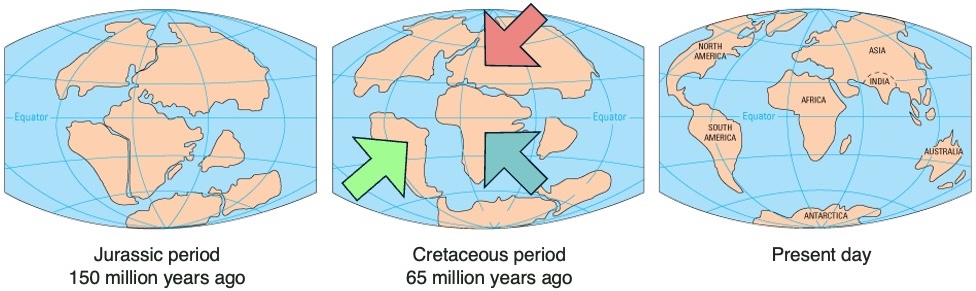 Equator
Jurassic period
150 million years ago
Equator
Cretaceous period
65 million years ago
NORTH
AMERICA
ASIA
INDIA
AFRICA
Equator
SOUTH
AMERICA
AUSTRALIA
ANTARCTICA
Present day